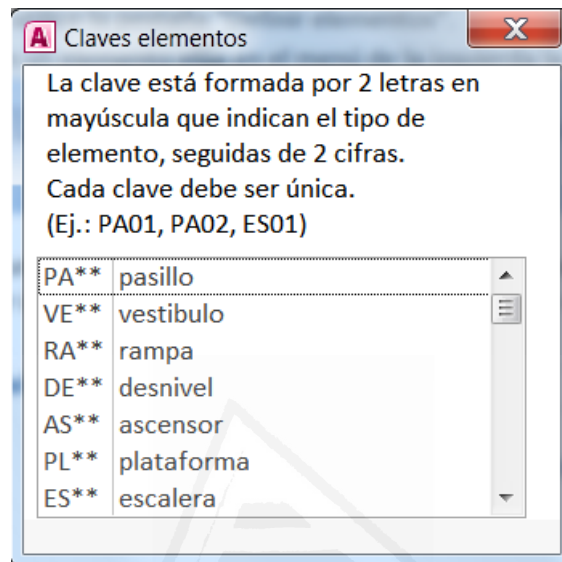 Claves elementos
La clave está formada por 2 letras en
mayúscula que indican el tipo de
elemento, seguidas de 2 cifras.
Cada clave debe ser única.
(Ej.: PA01, PA02, ES01)
PA** pasillo
VE** vestibulo
RA** rampa
DE** desnivel
AS** ascensor
PL** plataforma
ES** escalera